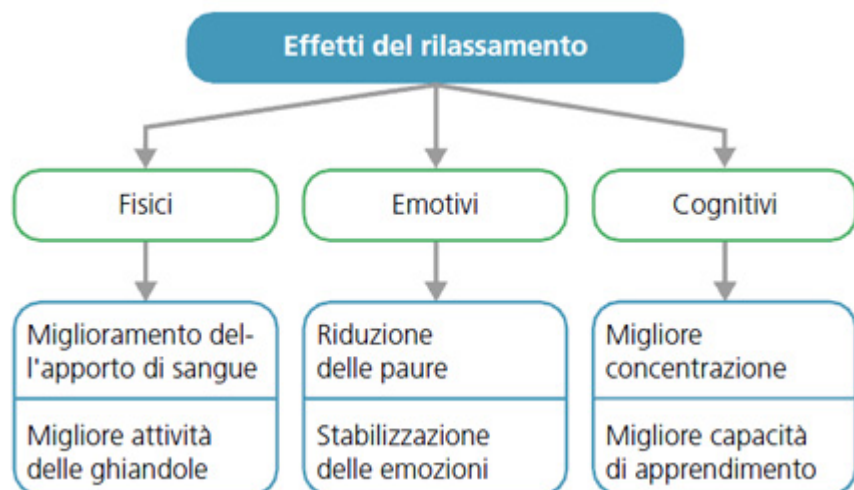 Effetti del rilassamento
Fisici
Emotivi
Cognitivi
Miglioramento del-
l'apporto di sangue
Migliore attività
delle ghiandole
Riduzione
delle paure
Stabilizzazione
delle emozioni
Migliore
concentrazione
Migliore capacità
di apprendimento